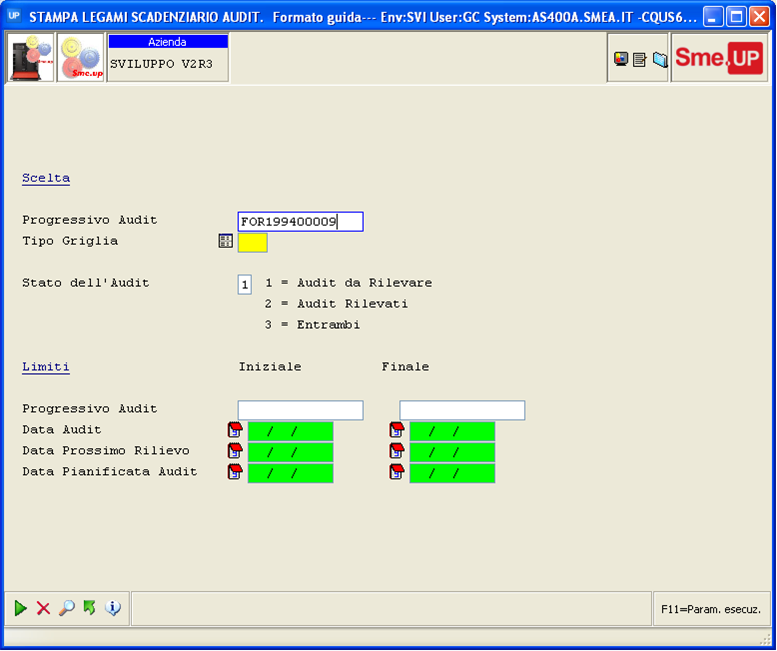 UP STAMPA LEGAMI SCADENZIARIO AUDIT. Formato guida--- Env:SVI User:GC System:AS400A.SMEA.IT -CQUS6...
Azienda
SVILUPPO V2R3
Sme.up
Sme.UP
Scelta
Progressivo Audit FOR199400009
Tipo Griglia
Stato dell'Audit 1 1 = Audit da Rilevare
2 = Audit Rilevati
3 = Entrambi
Limiti Iniziale Finale
Progressivo Audit
Data Audit / / / /
Data Prossimo Rilievo / / / /
Data Pianificata Audit / / / /
F11=Param. esecuz.